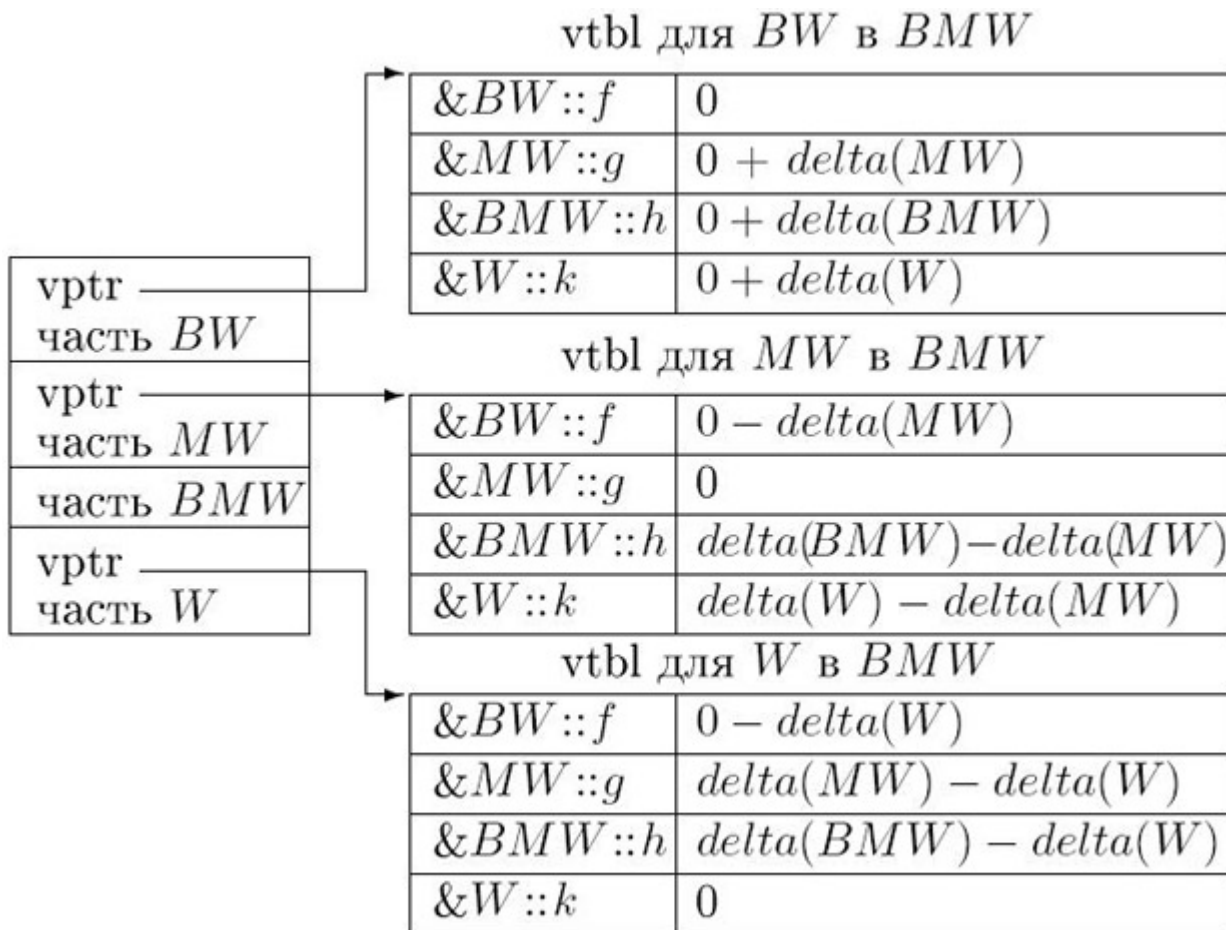 vtbl для BW в BMW
&BW::f 0
&MW::g 0 + delta(MW)
&BMW::h 0 + delta(BMW)
&W::k 0 + delta(W)
vptr
часть BW
vtbl для MW в BMW
vptr
часть MW
часть BMW
vptr
часть W
&BW::f 0 − delta(MW)
&MW::g 0
&BMW::h delta(BMW)−delta(MW)
&W::k delta(W) − delta(MW)
vtbl для W в BMW
&BW::f 0 − delta(W)
&MW::g delta(MW) − delta(W)
&BMW::h delta(BMW) − delta(W)
&W::k 0